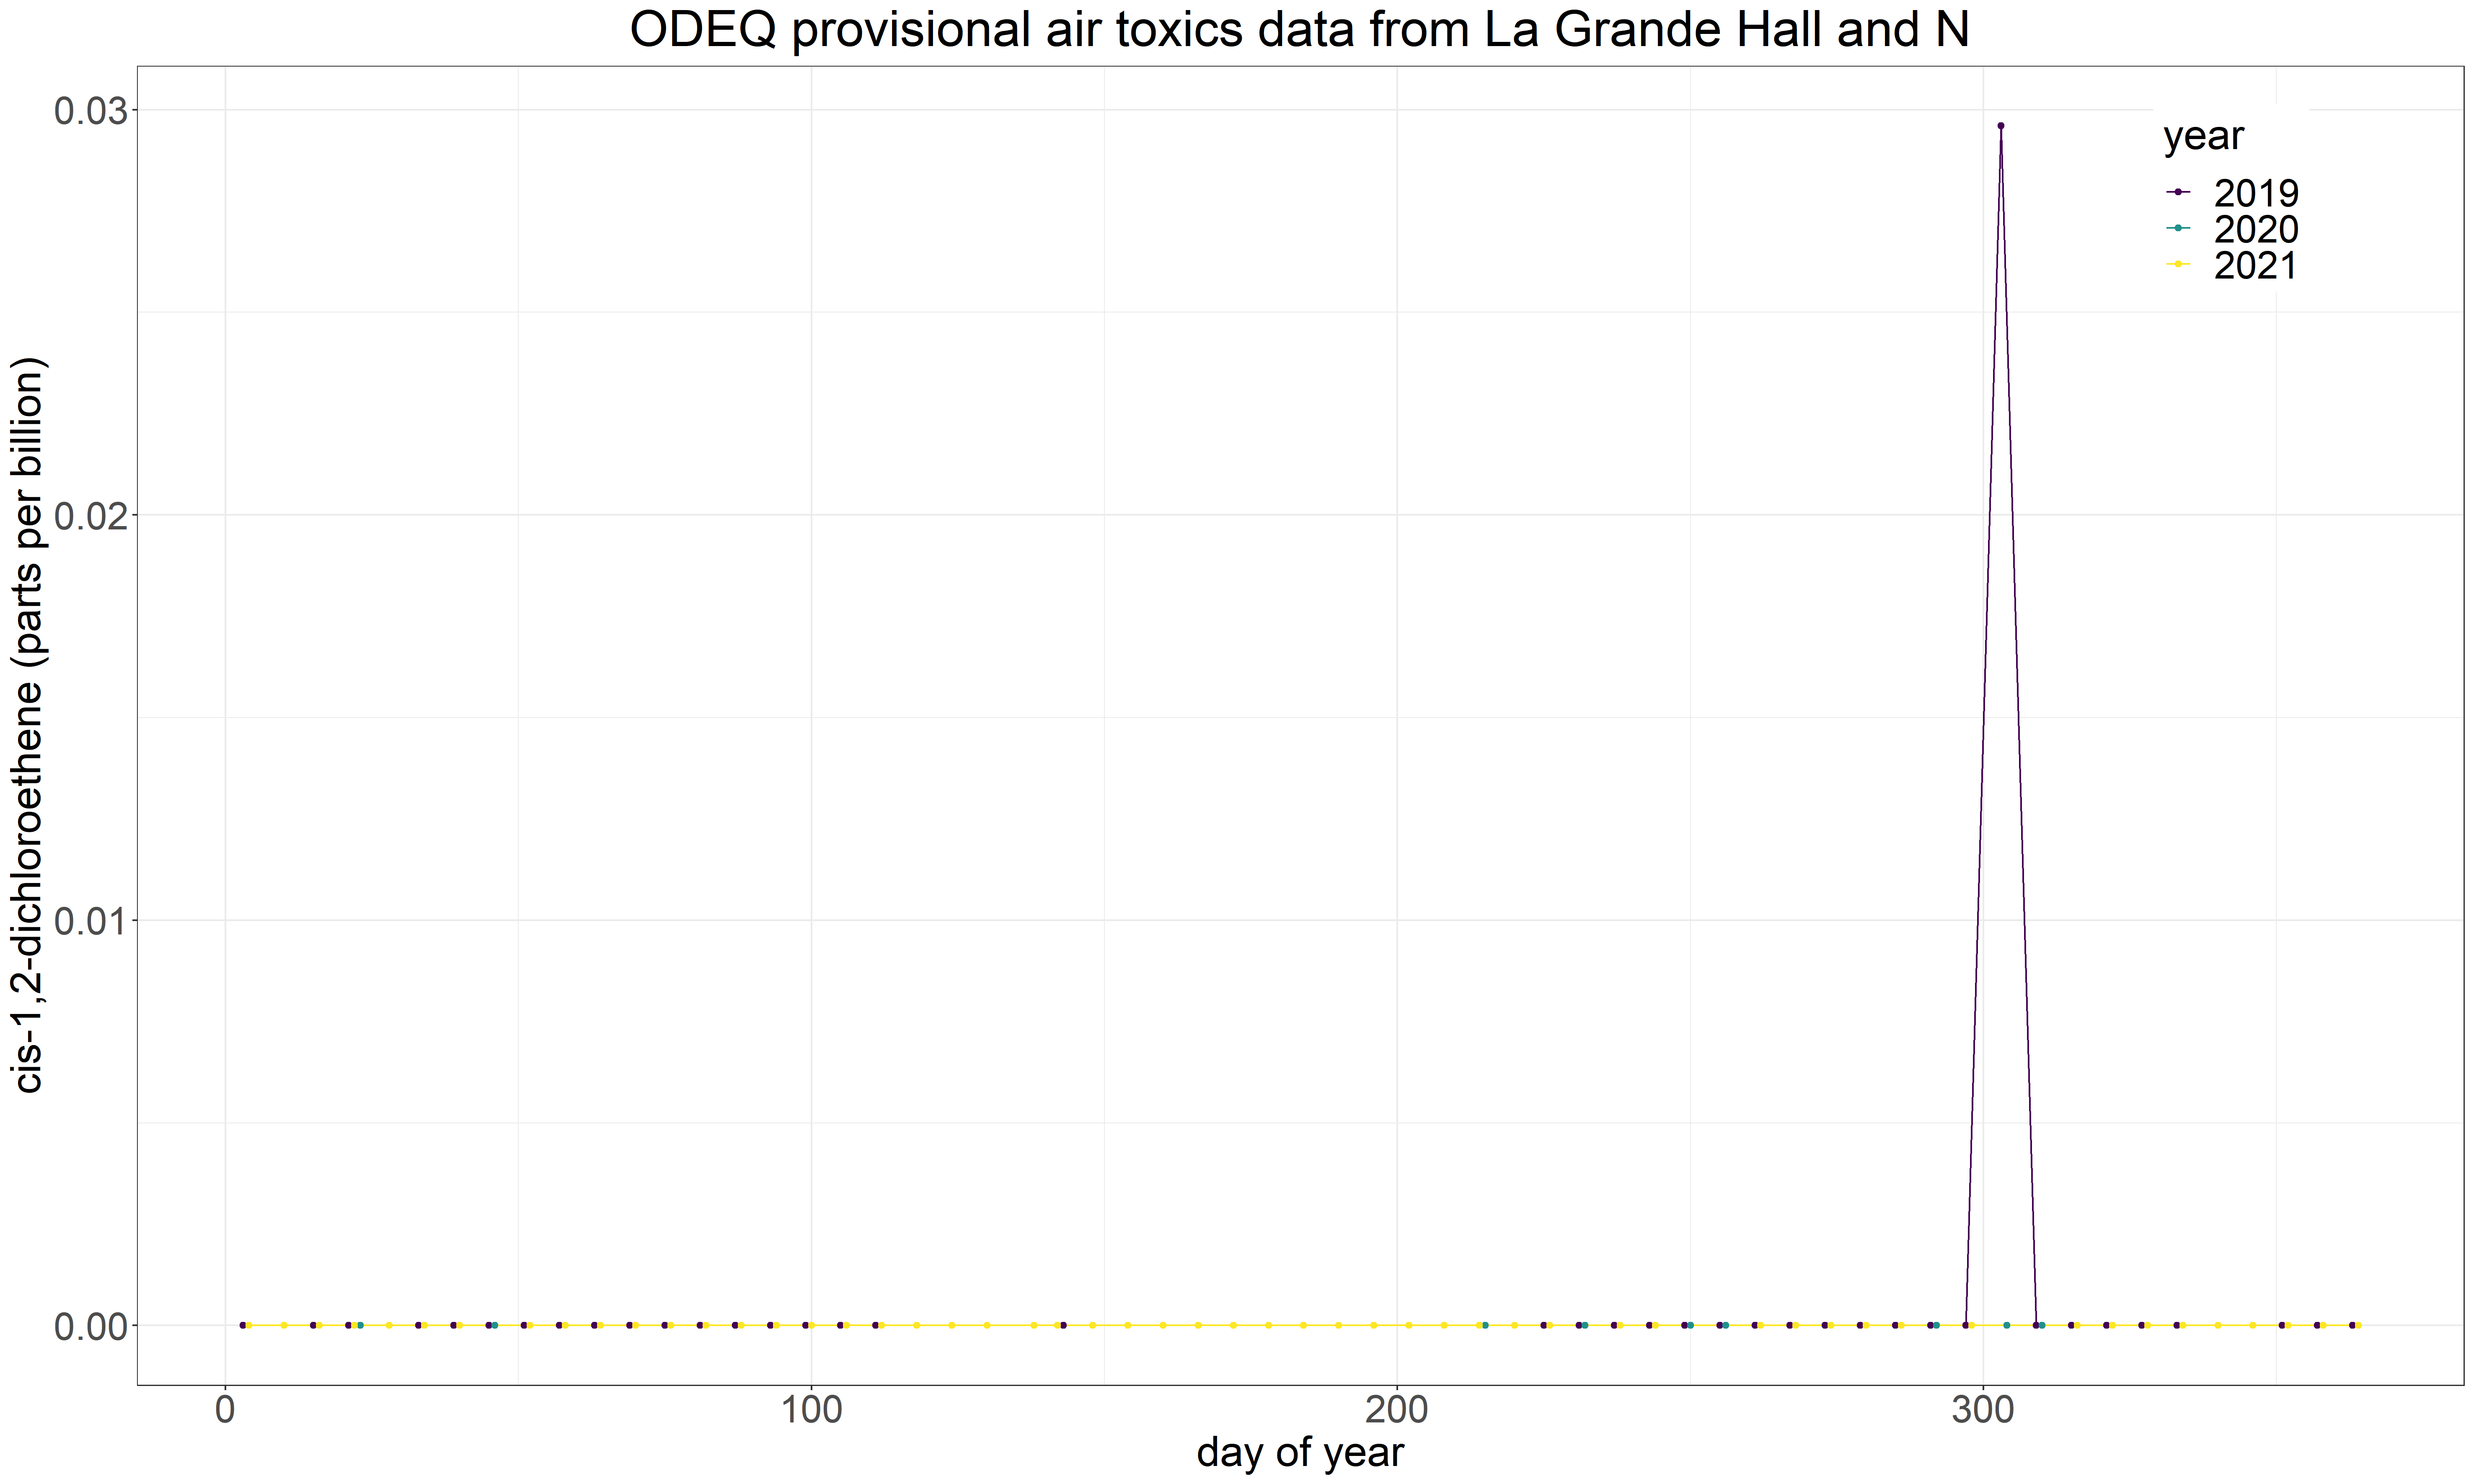 ODEQ provisional air toxics data from La Grande Hall and N
cis-1,2-dichloroethene (parts per billion)
0.03
0.02
0.01
0.00
year
2019
2020
2021
0
100
200
300
day of year